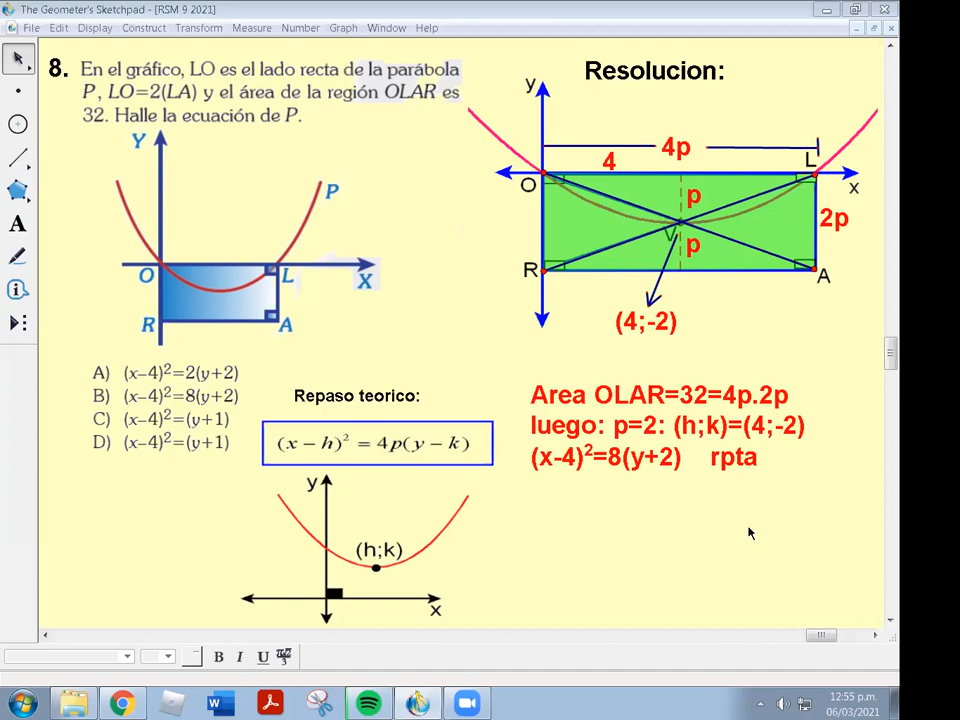 The Geometer's Sketchpad - [RSM 9 2021]
File Edit Display Construct Transform Measure Number Graph Window Help
8. En el gráfico, LO es el lado recta de la parábola
P, LO=2(LA) y el área de la región OLAR es
32. Halle la ecuación de P.
Y
P
O
L
X
R
A
A) (x–4)²=2(y+2)
B) (x–4)²=8(y+2)
C) (x–4)²=(y+1)
D) (x–4)²=(y+1)
Repaso teorico:
(x − h)² = 4p(y − k)
y
(h;k)
x
Resolucion:
y
4p
4
L
O
x
p
2p
V
p
R
A
(4;-2)
Area OLAR=32=4p.2p
luego: p=2: (h;k)=(4;-2)
(x-4)²=8(y+2) rpta
A
B I U
W
12:55 p.m.
06/03/2021